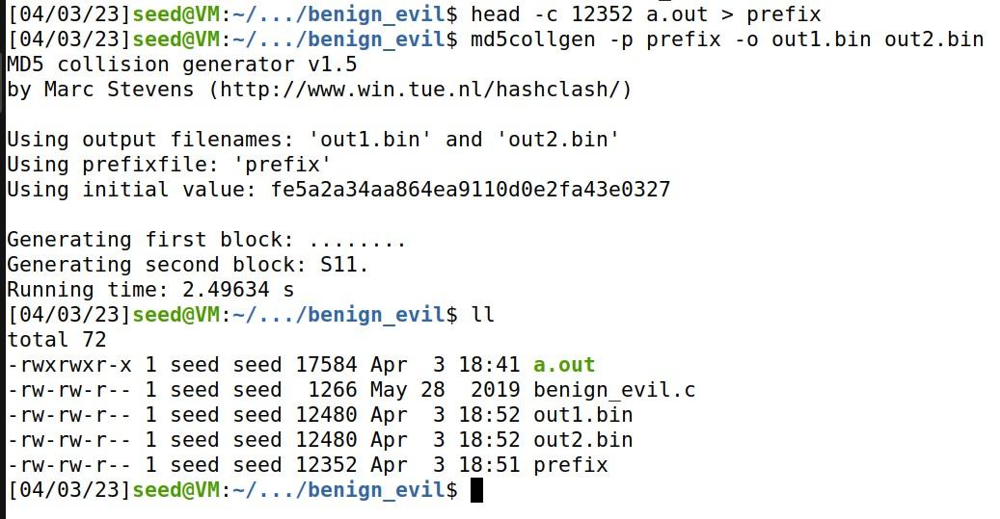 [04/03/23]seed@VM:~/.../benign_evil$ head -c 12352 a.out > prefix
[04/03/23]seed@VM:~/.../benign_evil$ md5collgen -p prefix -o out1.bin out2.bin
MD5 collision generator v1.5
by Marc Stevens (http://www.win.tue.nl/hashclash/)
Using output filenames: 'out1.bin' and 'out2.bin'
Using prefixfile: 'prefix'
Using initial value: fe5a2a34aa864ea9110d0e2fa43e0327
Generating first block: ........
Generating second block: S11.
Running time: 2.49634 s
[04/03/23]seed@VM:~/.../benign_evil$ ll
total 72
-rwxrwxr-x 1 seed seed 17584 Apr  3 18:41 a.out
-rw-rw-r-- 1 seed seed  1266 May 28  2019 benign_evil.c
-rw-rw-r-- 1 seed seed 12480 Apr  3 18:52 out1.bin
-rw-rw-r-- 1 seed seed 12480 Apr  3 18:52 out2.bin
-rw-rw-r-- 1 seed seed 12352 Apr  3 18:51 prefix
[04/03/23]seed@VM:~/.../benign_evil$